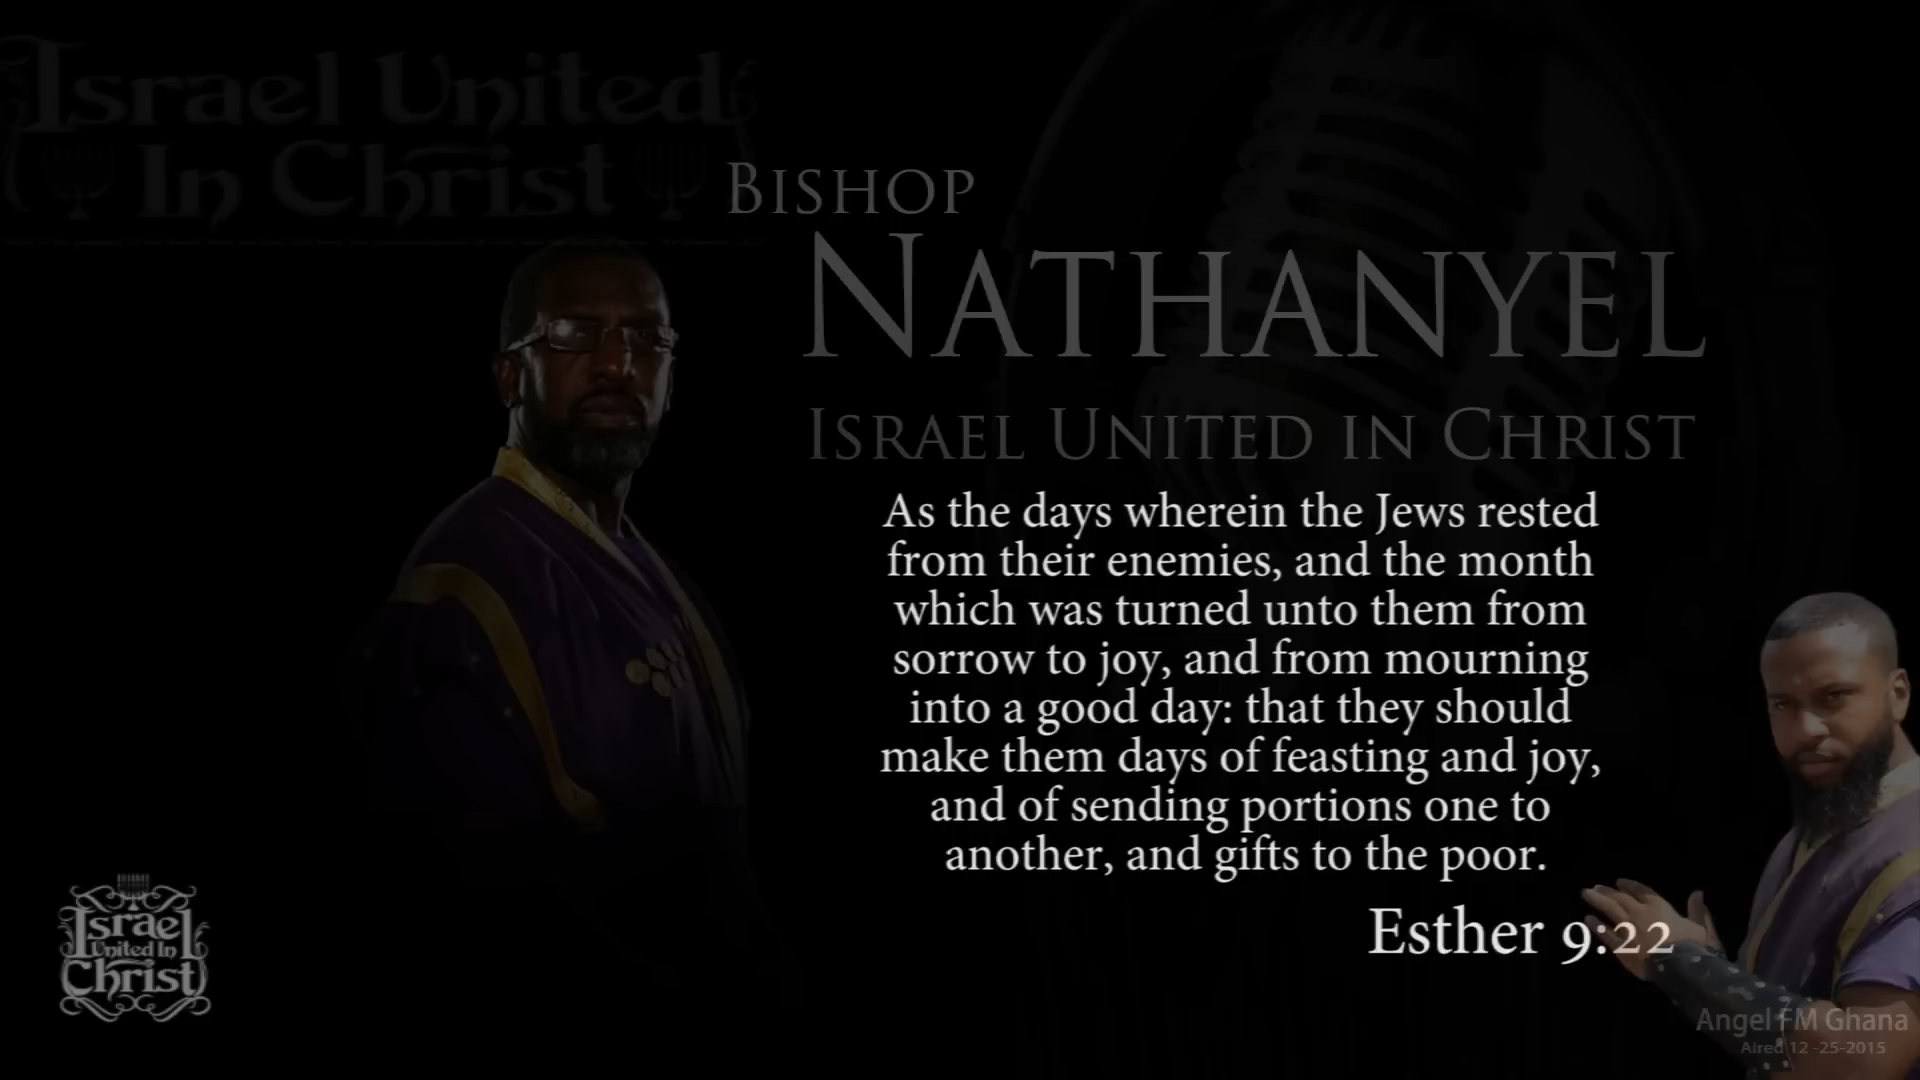 Israel United
In Christ
BISHOP
NATHANYEL
ISRAEL UNITED IN CHRIST
As the days wherein the Jews rested
from their enemies, and the month
which was turned unto them from
sorrow to joy, and from mourning
into a good day: that they should
make them days of feasting and joy,
and of sending portions one to
another, and gifts to the poor.
Esther 9:22
Israel
United In
Christ
Angel FM Ghana
Aired 12 -25-2015